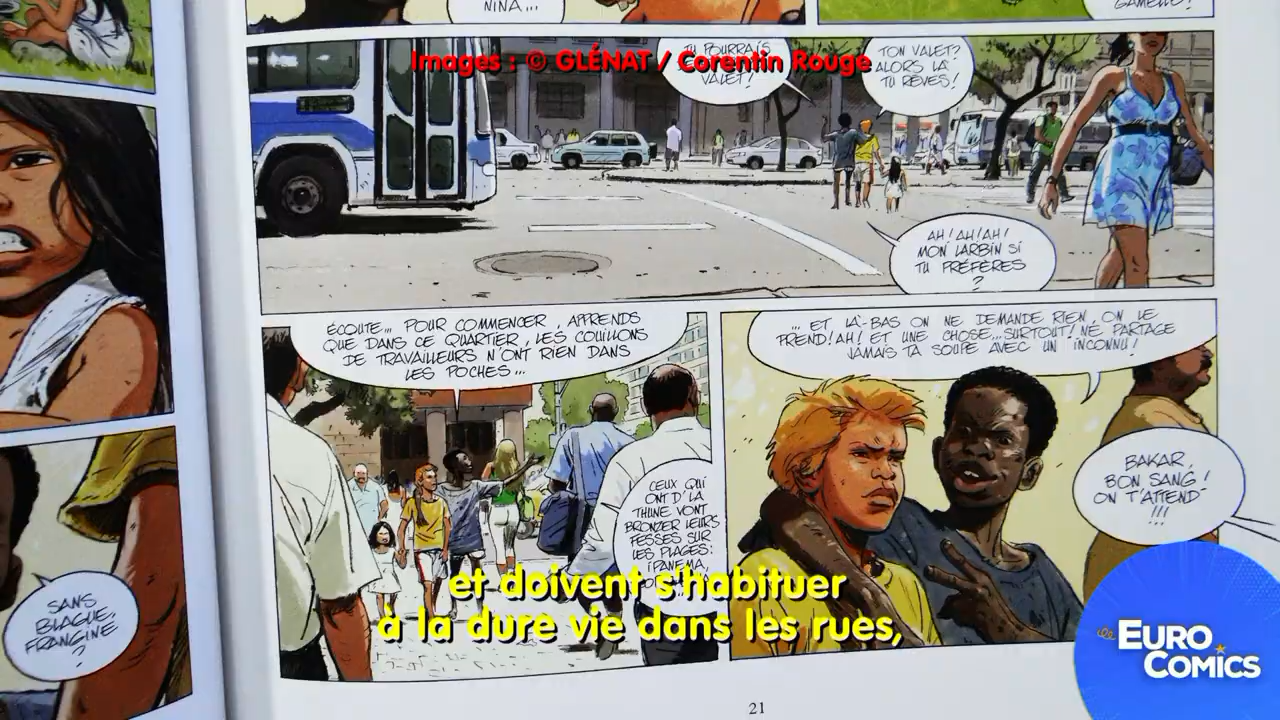 NINA...
GAMELLE!
TU POURRAIS
VALET!
TON VALET?
ALORS LÀ
TU RÊVES!
Images : © GLÉNAT / Corentin Rouge
AH! AH! AH!
MON LARBIN SI
TU PRÉFÈRES
?
ÉCOUTE... POUR COMMENCER, APPRENDS
QUE DANS CE QUARTIER, LES COUILLONS
DE TRAVAILLEURS N'ONT RIEN DANS
LES POCHES...
CEUX QUI
ONT D'LA
THUNE VONT
BRONZER LEURS
FESSES SUR
LES PLAGES:
IPANEMA,
... ET LÀ-BAS ON NE DEMANDE RIEN, ON LE
PREND! AH! ET UNE CHOSE... SURTOUT! NE PARTAGE
JAMAIS TA SOUPE AVEC UN INCONNU!
BAKAR,
BON SANG!
ON T'ATTEND
!!!
SANS
BLAGUE,
FRANGINE
?
et doivent s'habituer
à la dure vie dans les rues,
EURO
COMICS
21